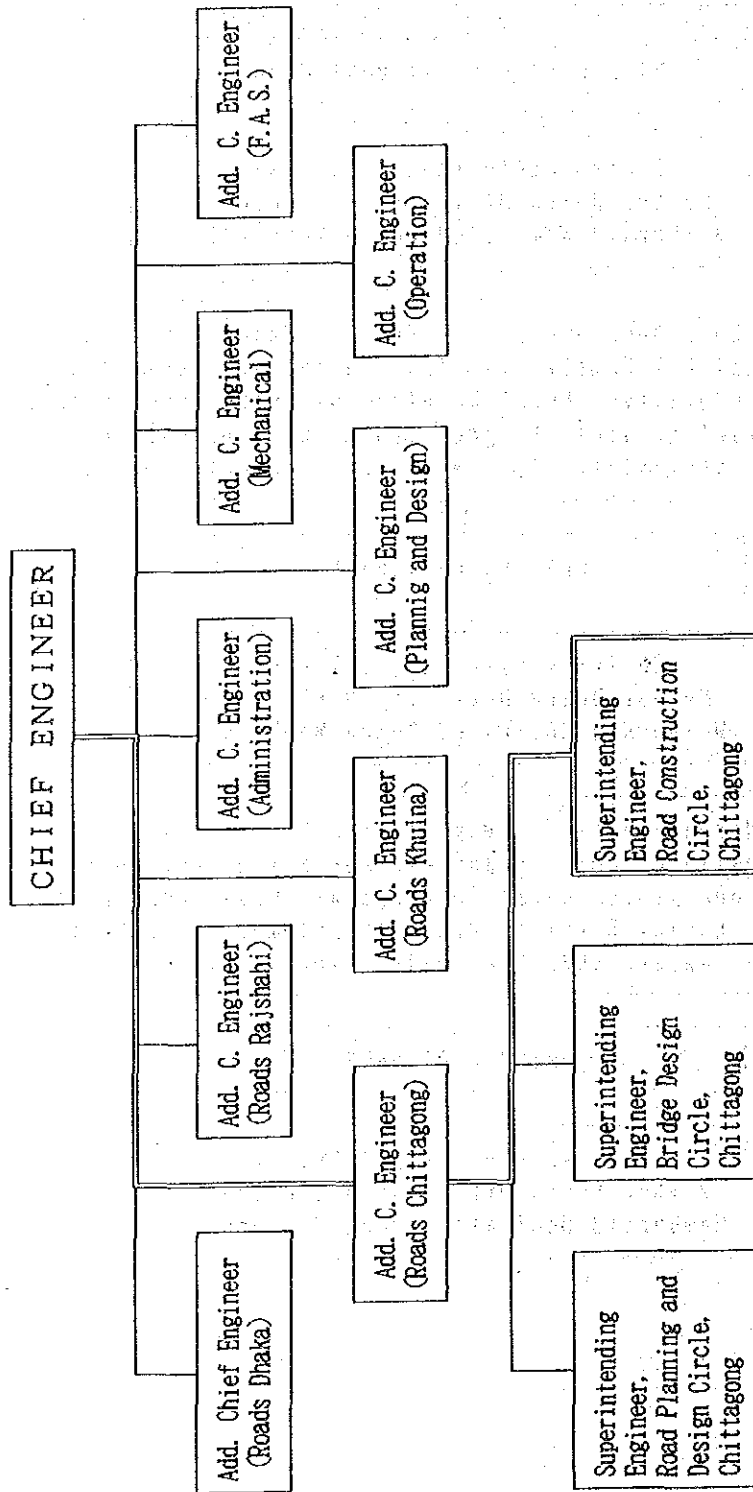 CHIEF ENGINEER
Add. Chief Engineer
(Roads Dhaka)
Add. C. Engineer
(Roads Rajshahi)
Add. C. Engineer
(Administration)
Add. C. Engineer
(Mechanical)
Add. C. Engineer
(F.A.S.)
Add. C. Engineer
(Roads Chittagong)
Add. C. Engineer
(Roads Khuina)
Add. C. Engineer
(Plannig and Design)
Add. C. Engineer
(Operation)
Superintending
Engineer,
Road Planning and
Design Circle,
Chittagong
Superintending
Engineer,
Bridge Design
Circle,
Chittagong
Superintending
Engineer,
Road Construction
Circle,
Chittagong